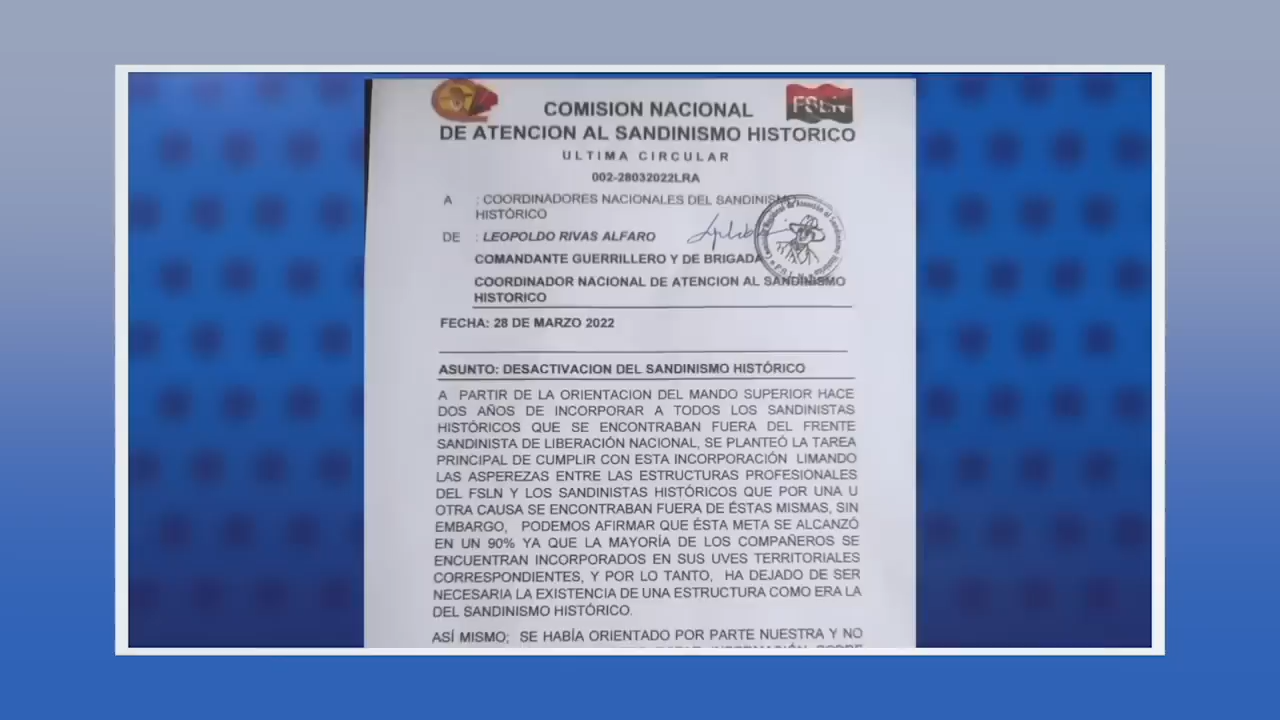 FSLN
COMISION NACIONAL
DE ATENCION AL SANDINISMO HISTORICO
ULTIMA CIRCULAR
002-28032022LRA
A : COORDINADORES NACIONALES DEL SANDINISMO
HISTÓRICO
DE : LEOPOLDO RIVAS ALFARO
COMANDANTE GUERRILLERO Y DE BRIGADA
COORDINADOR NACIONAL DE ATENCION AL SANDINISMO
HISTORICO
FECHA: 28 DE MARZO 2022
ASUNTO: DESACTIVACION DEL SANDINISMO HISTÓRICO
A PARTIR DE LA ORIENTACION DEL MANDO SUPERIOR HACE
DOS AÑOS DE INCORPORAR A TODOS LOS SANDINISTAS
HISTÓRICOS QUE SE ENCONTRABAN FUERA DEL FRENTE
SANDINISTA DE LIBERACIÓN NACIONAL, SE PLANTEÓ LA TAREA
PRINCIPAL DE CUMPLIR CON ESTA INCORPORACIÓN LIMANDO
LAS ASPEREZAS ENTRE LAS ESTRUCTURAS PROFESIONALES
DEL FSLN Y LOS SANDINISTAS HISTÓRICOS QUE POR UNA U
OTRA CAUSA SE ENCONTRABAN FUERA DE ÉSTAS MISMAS, SIN
EMBARGO, PODEMOS AFIRMAR QUE ÉSTA META SE ALCANZÓ
EN UN 90% YA QUE LA MAYORÍA DE LOS COMPAÑEROS SE
ENCUENTRAN INCORPORADOS EN SUS UVES TERRITORIALES
CORRESPONDIENTES, Y POR LO TANTO, HA DEJADO DE SER
NECESARIA LA EXISTENCIA DE UNA ESTRUCTURA COMO ERA LA
DEL SANDINISMO HISTÓRICO.
ASÍ MISMO; SE HABÍA ORIENTADO POR PARTE NUESTRA Y NO